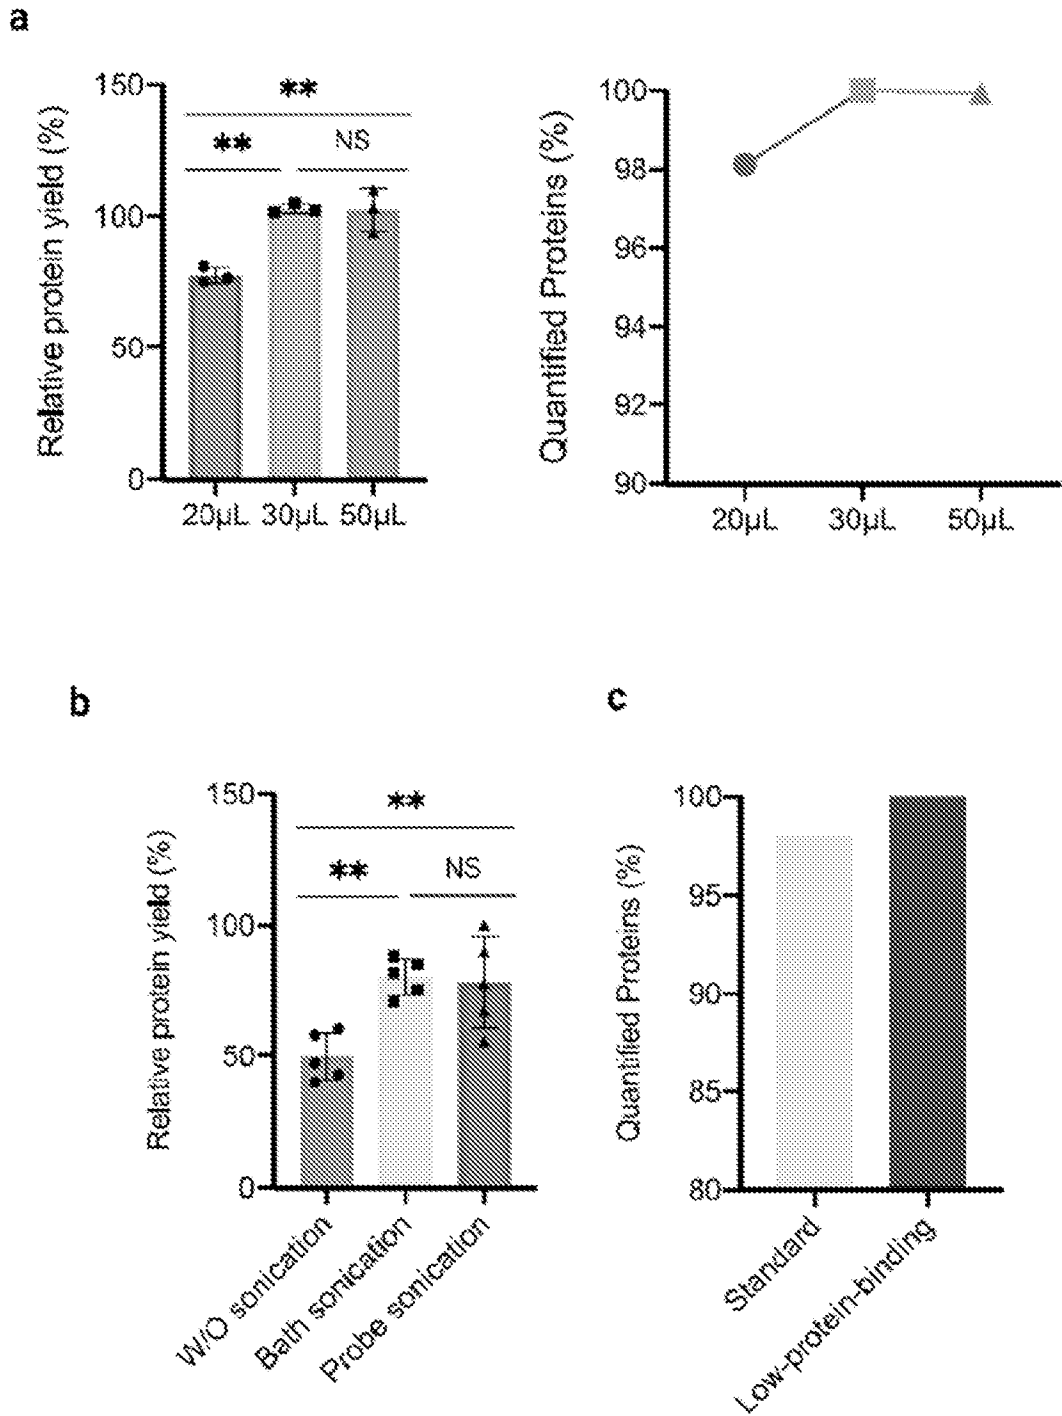 a
Relative protein yield (%)
150
100
50
0
**
**
NS
20µL 30µL 50µL
Quantified Proteins (%)
100
98
96
94
92
90
20µL 30µL 50µL
b
Relative protein yield (%)
150
100
50
0
**
**
NS
W/O sonication
Bath sonication
Probe sonication
c
Quantified Proteins (%)
100
95
90
85
80
Standard
Low-protein-binding